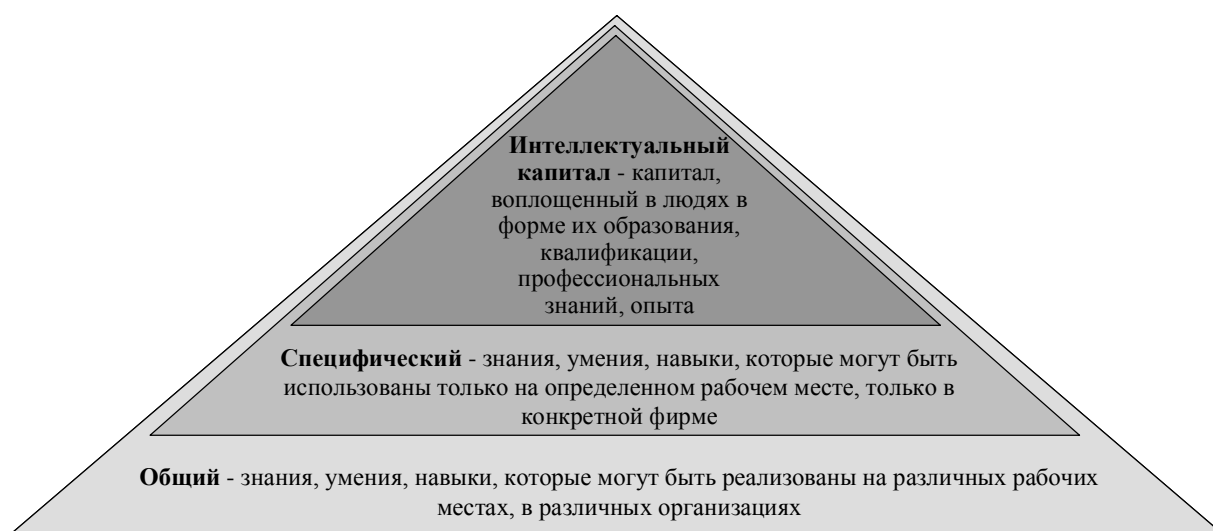 Интеллектуальный
капитал - капитал,
воплощенный в людях в
форме их образования,
квалификации,
профессиональных
знаний, опыта
Специфический - знания, умения, навыки, которые могут быть
использованы только на определенном рабочем месте, только в
конкретной фирме
Общий - знания, умения, навыки, которые могут быть реализованы на различных рабочих
местах, в различных организациях